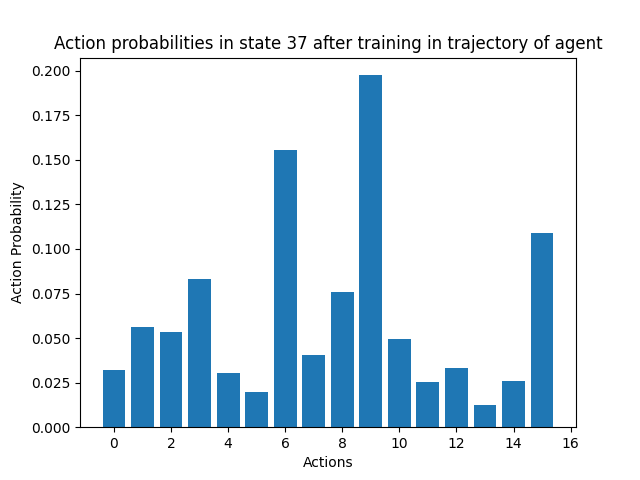 Action probabilities in state 37 after training in trajectory of agent
0.200
0.175
0.150
0.125
0.100
0.075
0.050
0.025
0.000
Action Probability
0 2 4 6 8 10 12 14 16
Actions